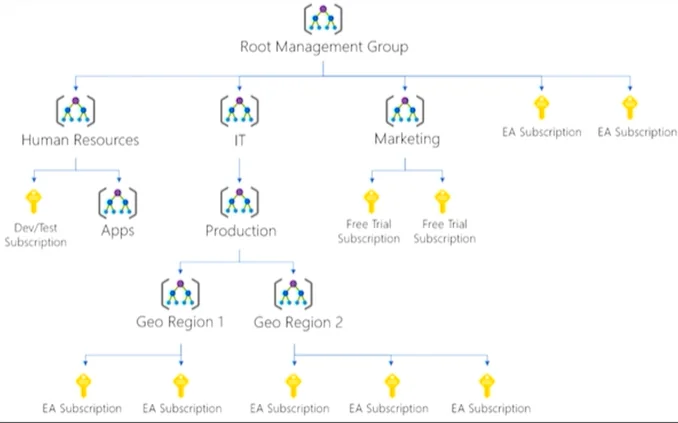 Root Management Group
Human Resources
IT
Marketing
EA Subscription
EA Subscription
Dev/Test
Subscription
Apps
Production
Free Trial
Subscription
Free Trial
Subscription
Geo Region 1
Geo Region 2
EA Subscription
EA Subscription
EA Subscription
EA Subscription
EA Subscription